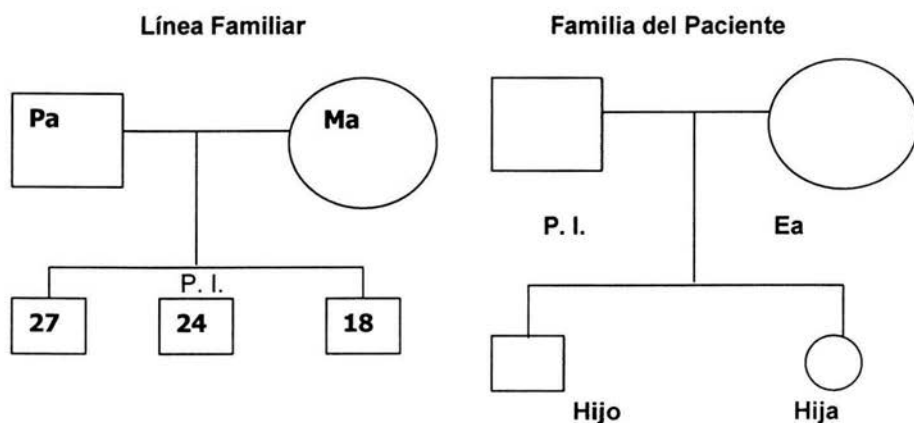 Línea Familiar
Pa
Ma
P. I.
27
24
18
Familia del Paciente
P. I.
Ea
Hijo
Hija